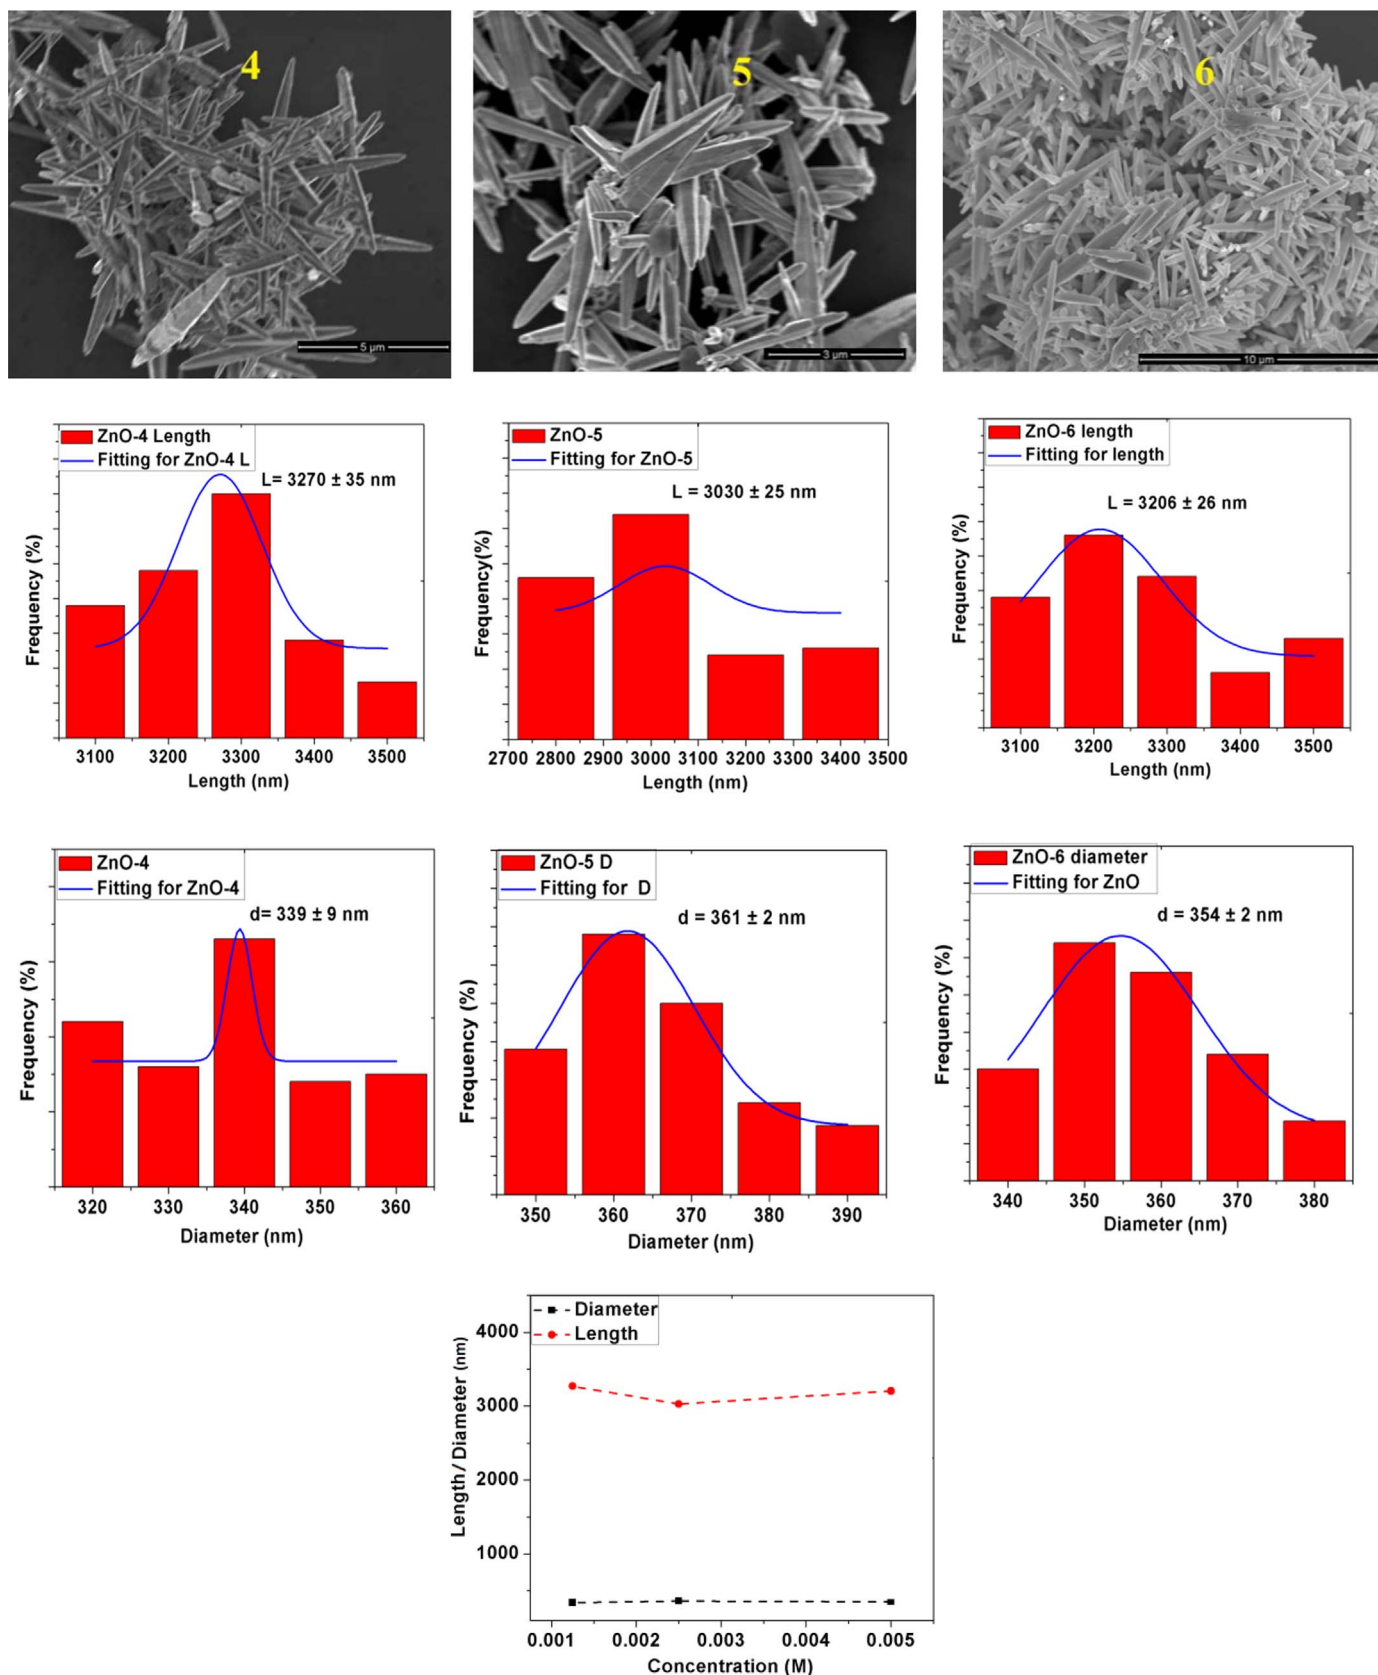 4
5
6
5 µm
3 µm
10 µm
ZnO-4 Length
Fitting for ZnO-4 L
L= 3270 ± 35 nm
Frequency (%)
3100 3200 3300 3400 3500
Length (nm)
ZnO-5
Fitting for ZnO-5
L = 3030 ± 25 nm
Frequency(%)
2700 2800 2900 3000 3100 3200 3300 3400 3500
Length (nm)
ZnO-6 length
Fitting for length
L = 3206 ± 26 nm
Frequency (%)
3100 3200 3300 3400 3500
Length (nm)
ZnO-4
Fitting for ZnO-4
d= 339 ± 9 nm
Frequency (%)
320 330 340 350 360
Diameter (nm)
ZnO-5 D
Fitting for D
d = 361 ± 2 nm
Frequency (%)
350 360 370 380 390
Diameter (nm)
ZnO-6 diameter
Fitting for ZnO
d = 354 ± 2 nm
Frequency (%)
340 350 360 370 380
Diameter (nm)
Diameter
Length
Length/ Diameter (nm)
4000
3000
2000
1000
0.001 0.002 0.003 0.004 0.005
Concentration (M)